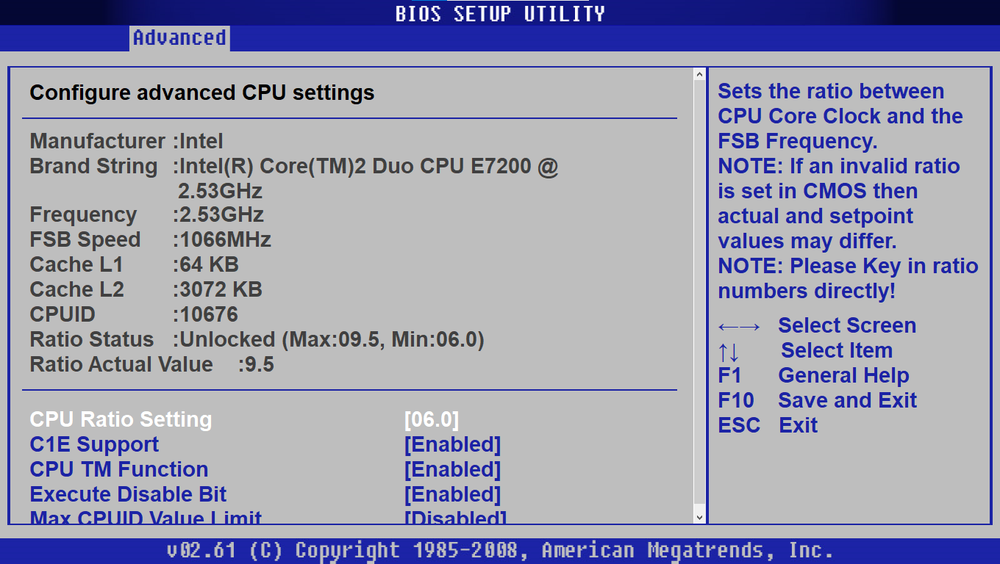 BIOS SETUP UTILITY
Advanced
Configure advanced CPU settings
Manufacturer :Intel
Brand String :Intel(R) Core(TM)2 Duo CPU E7200 @
2.53GHz
Frequency :2.53GHz
FSB Speed :1066MHz
Cache L1 :64 KB
Cache L2 :3072 KB
CPUID :10676
Ratio Status :Unlocked (Max:09.5, Min:06.0)
Ratio Actual Value :9.5
CPU Ratio Setting [06.0]
C1E Support [Enabled]
CPU TM Function [Enabled]
Execute Disable Bit [Enabled]
Max CPUID Value Limit [Disabled]
Sets the ratio between
CPU Core Clock and the
FSB Frequency.
NOTE: If an invalid ratio
is set in CMOS then
actual and setpoint
values may differ.
NOTE: Please Key in ratio
numbers directly!
←→ Select Screen
↑↓ Select Item
F1 General Help
F10 Save and Exit
ESC Exit
v02.61 (C) Copyright 1985-2008, American Megatrends, Inc.